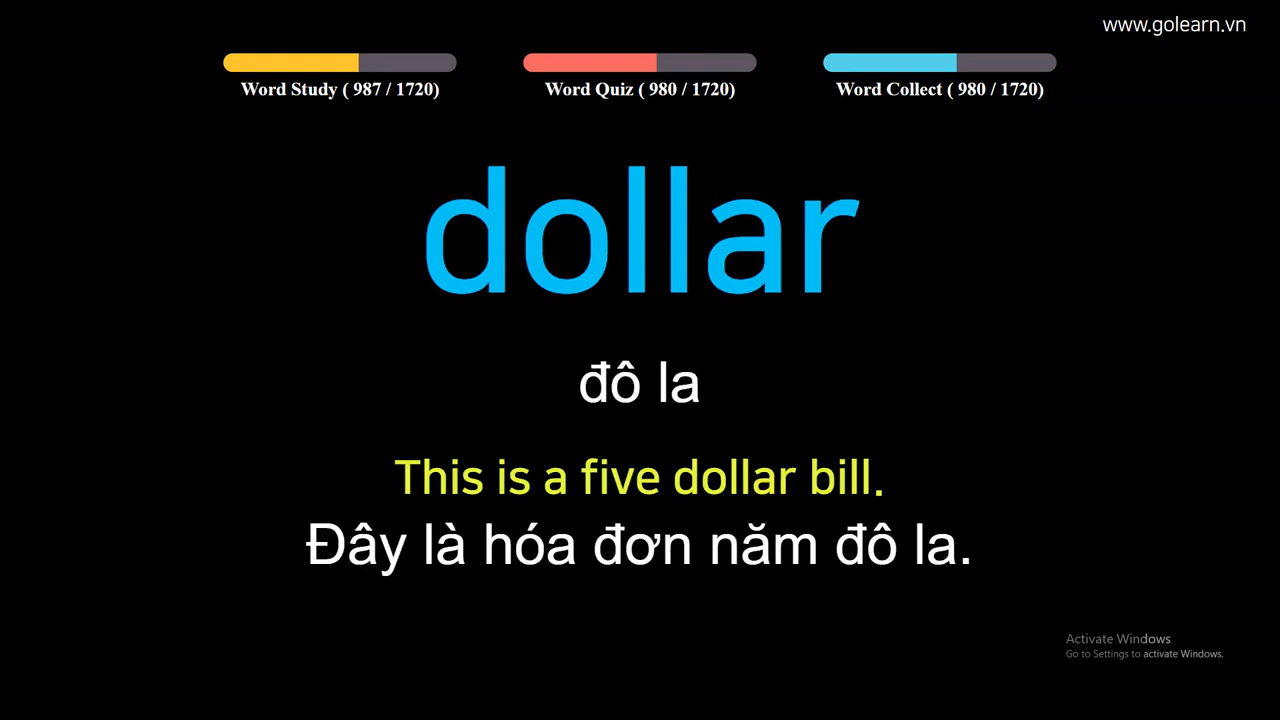 www.golearn.vn
Word Study ( 987 / 1720) Word Quiz ( 980 / 1720) Word Collect ( 980 / 1720)
dollar
đô la
This is a five dollar bill.
Đây là hóa đơn năm đô la.
Activate Windows
Go to Settings to activate Windows.